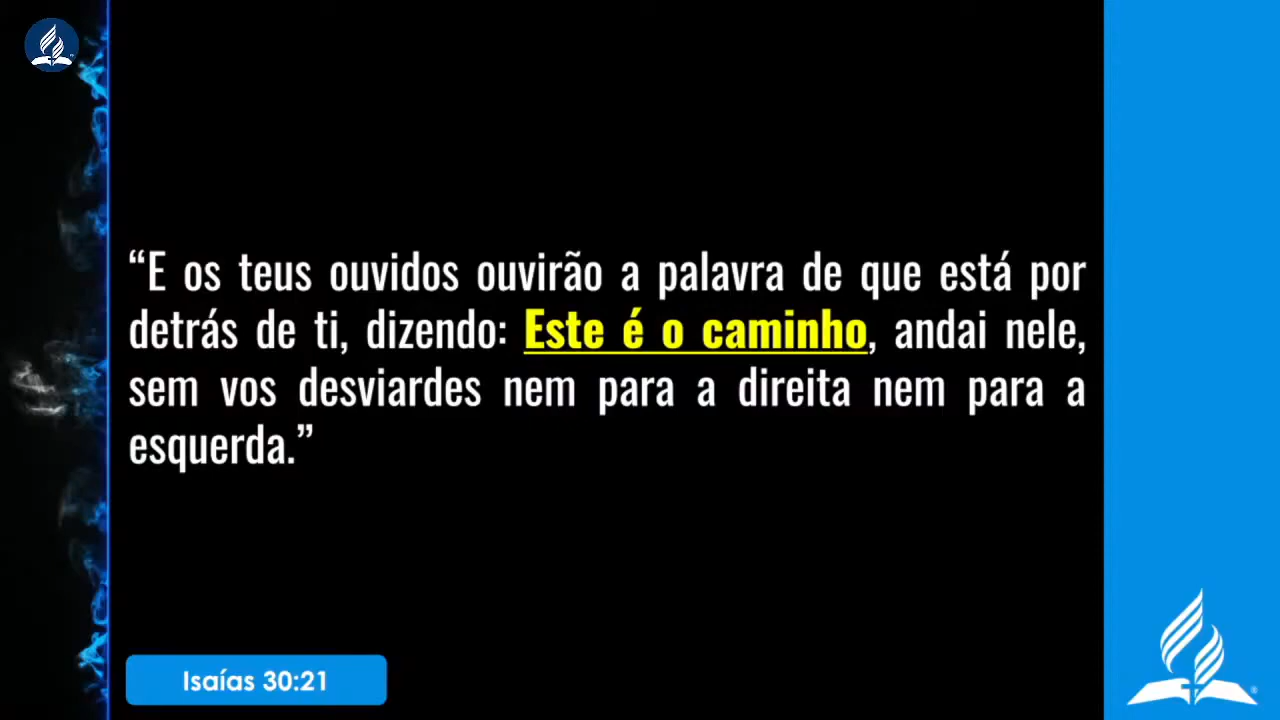 “E os teus ouvidos ouvirão a palavra de que está por
detrás de ti, dizendo: Este é o caminho, andai nele,
sem vos desviardes nem para a direita nem para a
esquerda.”
Isaías 30:21